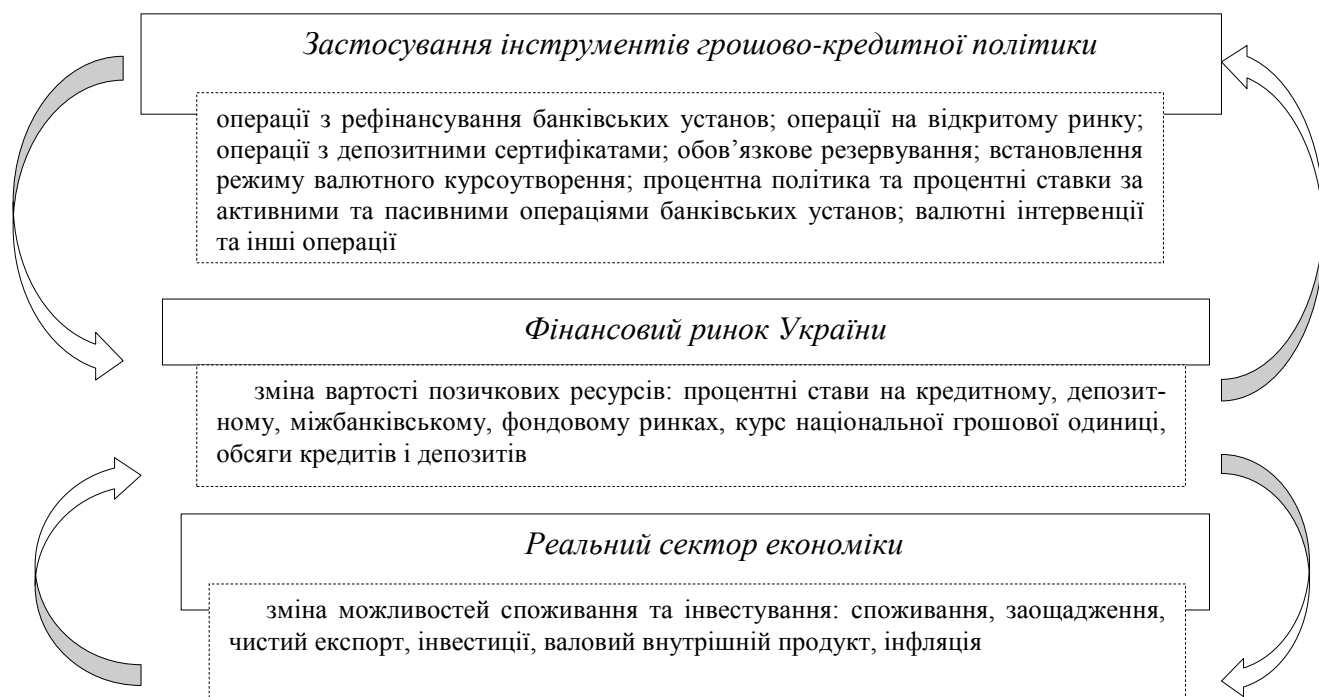 Застосування інструментів грошово-кредитної політики
операції з рефінансування банківських установ; операції на відкритому ринку;
операції з депозитними сертифікатами; обов’язкове резервування; встановлення
режиму валютного курсоутворення; процентна політика та процентні ставки за
активними та пасивними операціями банківських установ; валютні інтервенції
та інші операції
Фінансовий ринок України
зміна вартості позичкових ресурсів: процентні стави на кредитному, депозит-
ному, міжбанківському, фондовому ринках, курс національної грошової одиниці,
обсяги кредитів і депозитів
Реальний сектор економіки
зміна можливостей споживання та інвестування: споживання, заощадження,
чистий експорт, інвестиції, валовий внутрішній продукт, інфляція